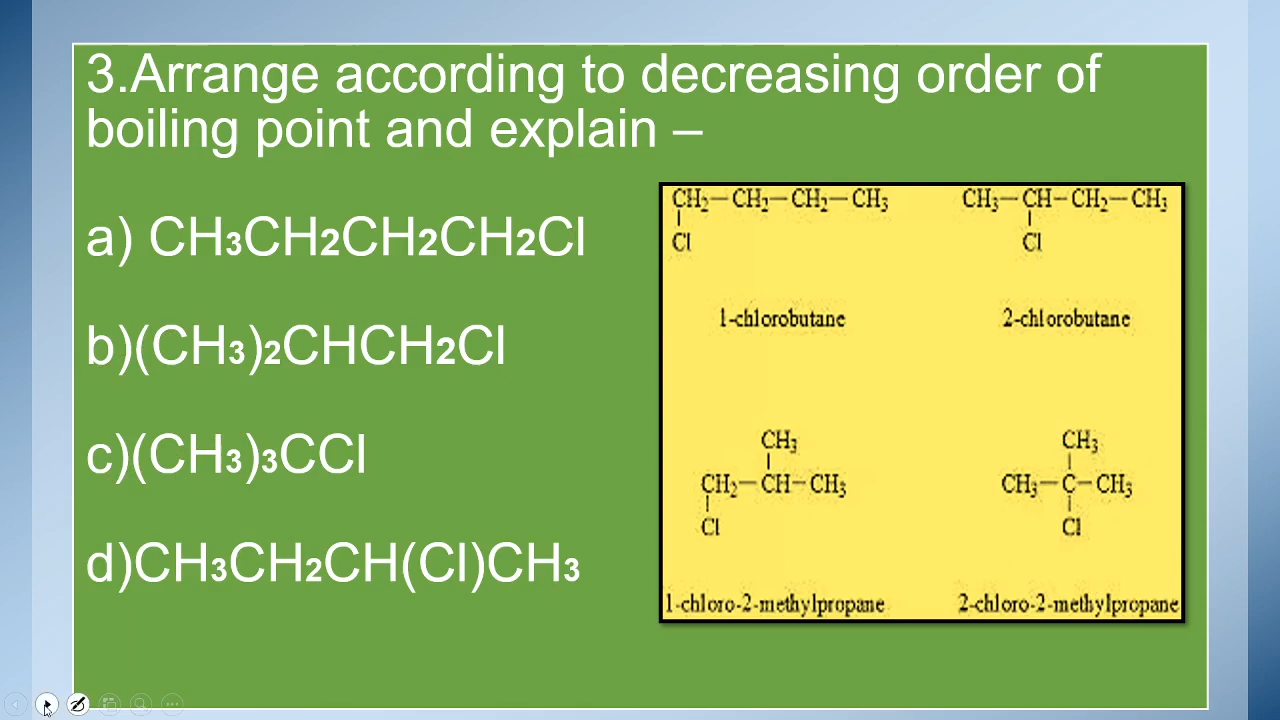 3.Arrange according to decreasing order of
boiling point and explain –
a) CH3CH2CH2CH2Cl
b)(CH3)2CHCH2Cl
c)(CH3)3CCl
d)CH3CH2CH(Cl)CH3
CH2—CH2—CH2—CH3
Cl
1-chlorobutane
CH3—CH—CH2—CH3
Cl
2-chlorobutane
CH3
CH2—CH—CH3
Cl
1-chloro-2-methylpropane
CH3
CH3—C—CH3
Cl
2-chloro-2-methylpropane